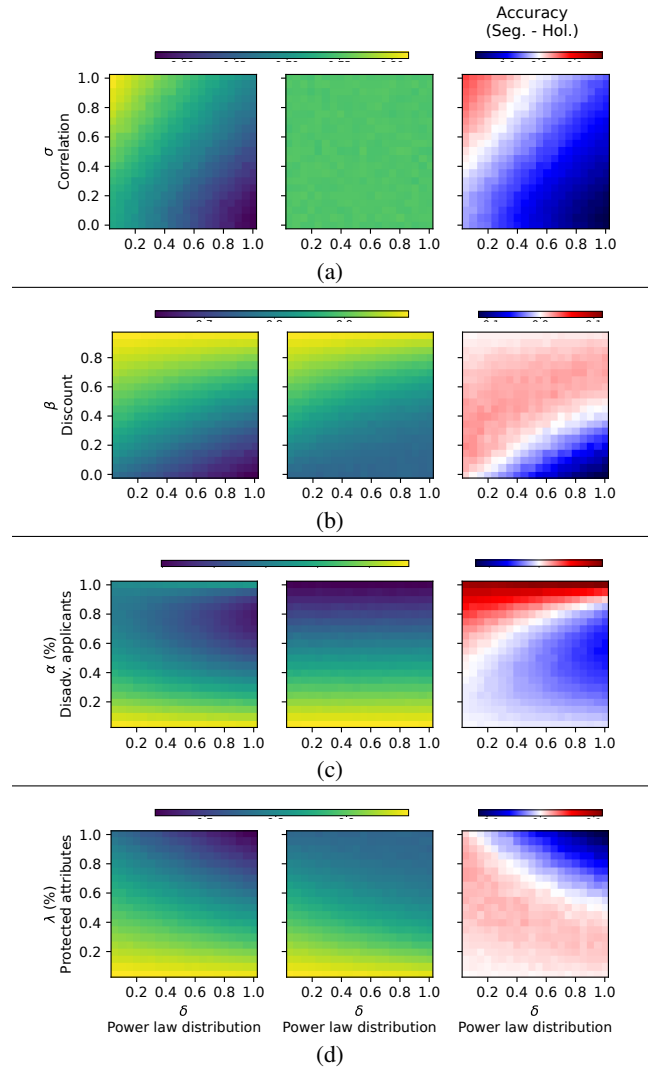 Accuracy
(Seg. - Hol.)
σ
Correlation
1.0
0.8
0.6
0.4
0.2
0.0
0.2 0.4 0.6 0.8 1.0
0.2 0.4 0.6 0.8 1.0
0.2 0.4 0.6 0.8 1.0
(a)
β
Discount
0.8
0.6
0.4
0.2
0.0
0.2 0.4 0.6 0.8 1.0
0.2 0.4 0.6 0.8 1.0
0.2 0.4 0.6 0.8 1.0
(b)
α (%)
Disadv. applicants
1.0
0.8
0.6
0.4
0.2
0.2 0.4 0.6 0.8 1.0
0.2 0.4 0.6 0.8 1.0
0.2 0.4 0.6 0.8 1.0
(c)
λ (%)
Protected attributes
1.0
0.8
0.6
0.4
0.2
0.2 0.4 0.6 0.8 1.0
0.2 0.4 0.6 0.8 1.0
0.2 0.4 0.6 0.8 1.0
δ
Power law distribution
δ
Power law distribution
δ
Power law distribution
(d)